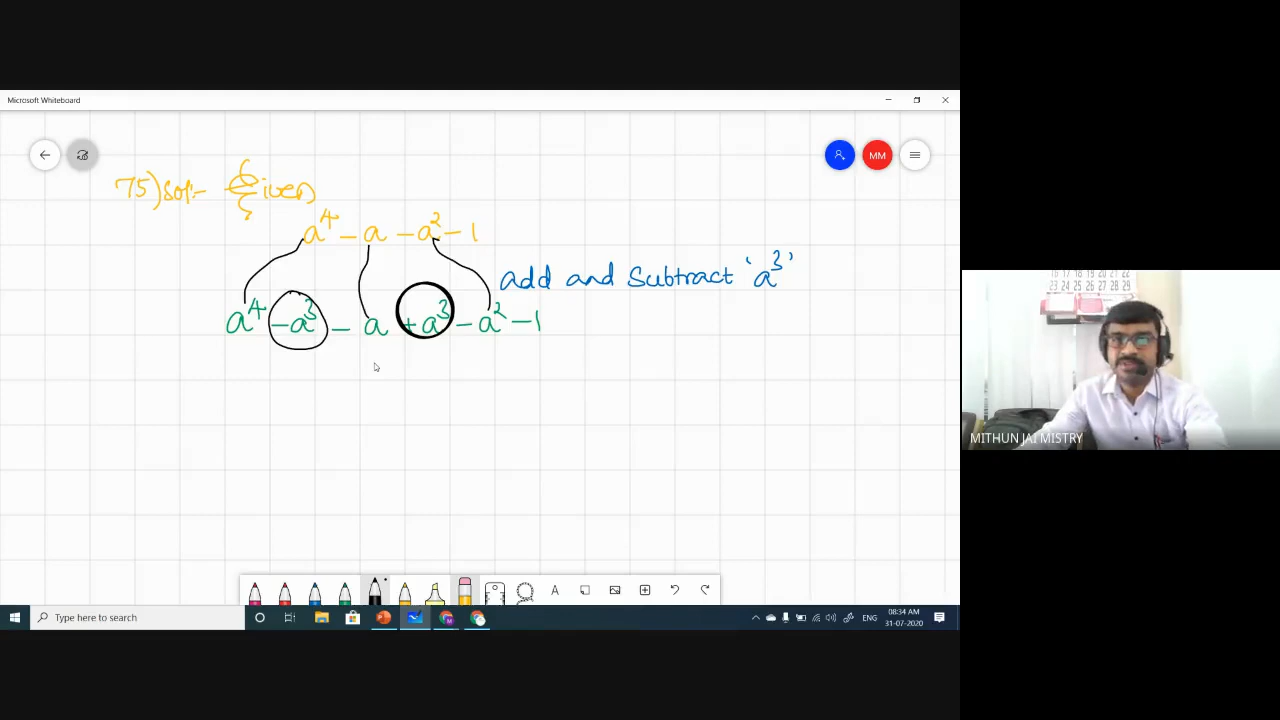 Microsoft Whiteboard
MM
75) Sol:- Given
a⁴ - a - a² - 1
add and subtract 'a³'
a⁴ - a³ - a + a³ - a² - 1
MITHUN JAI MISTRY
A
Type here to search
ENG
08:34 AM
31-07-2020